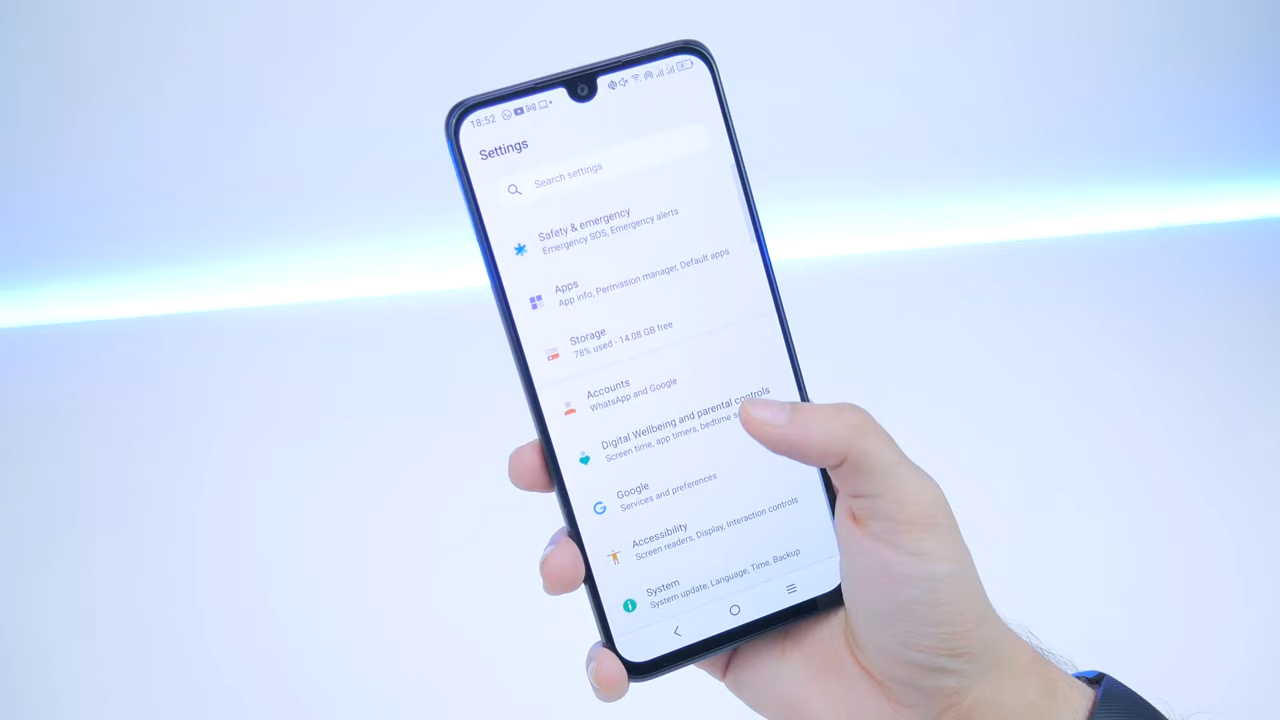 18:52
Settings
Search settings
Safety & emergency
Emergency SOS, Emergency alerts
Apps
App info, Permission manager, Default apps
Storage
78% used - 14.08 GB free
Accounts
WhatsApp and Google
Digital Wellbeing and parental controls
Screen time, app timers, bedtime
Google
Services and preferences
Accessibility
Screen readers, Display, Interaction controls
System
System update, Language, Time, Backup